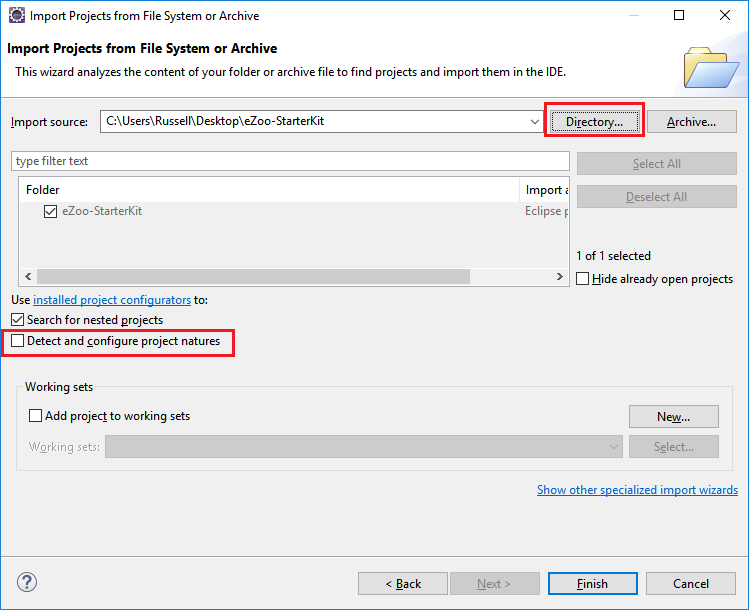 Import Projects from File System or Archive
Import Projects from File System or Archive
This wizard analyzes the content of your folder or archive file to find projects and import them in the IDE.
Import source: C:\Users\Russell\Desktop\eZoo-StarterKit Directory... Archive...
type filter text Select All
Folder Import a
Deselect All
eZoo-StarterKit Eclipse p
1 of 1 selected
Hide already open projects
Use installed project configurators to:
Search for nested projects
Detect and configure project natures
Working sets
Add project to working sets New...
Working sets: Select...
Show other specialized import wizards
? < Back Next > Finish Cancel